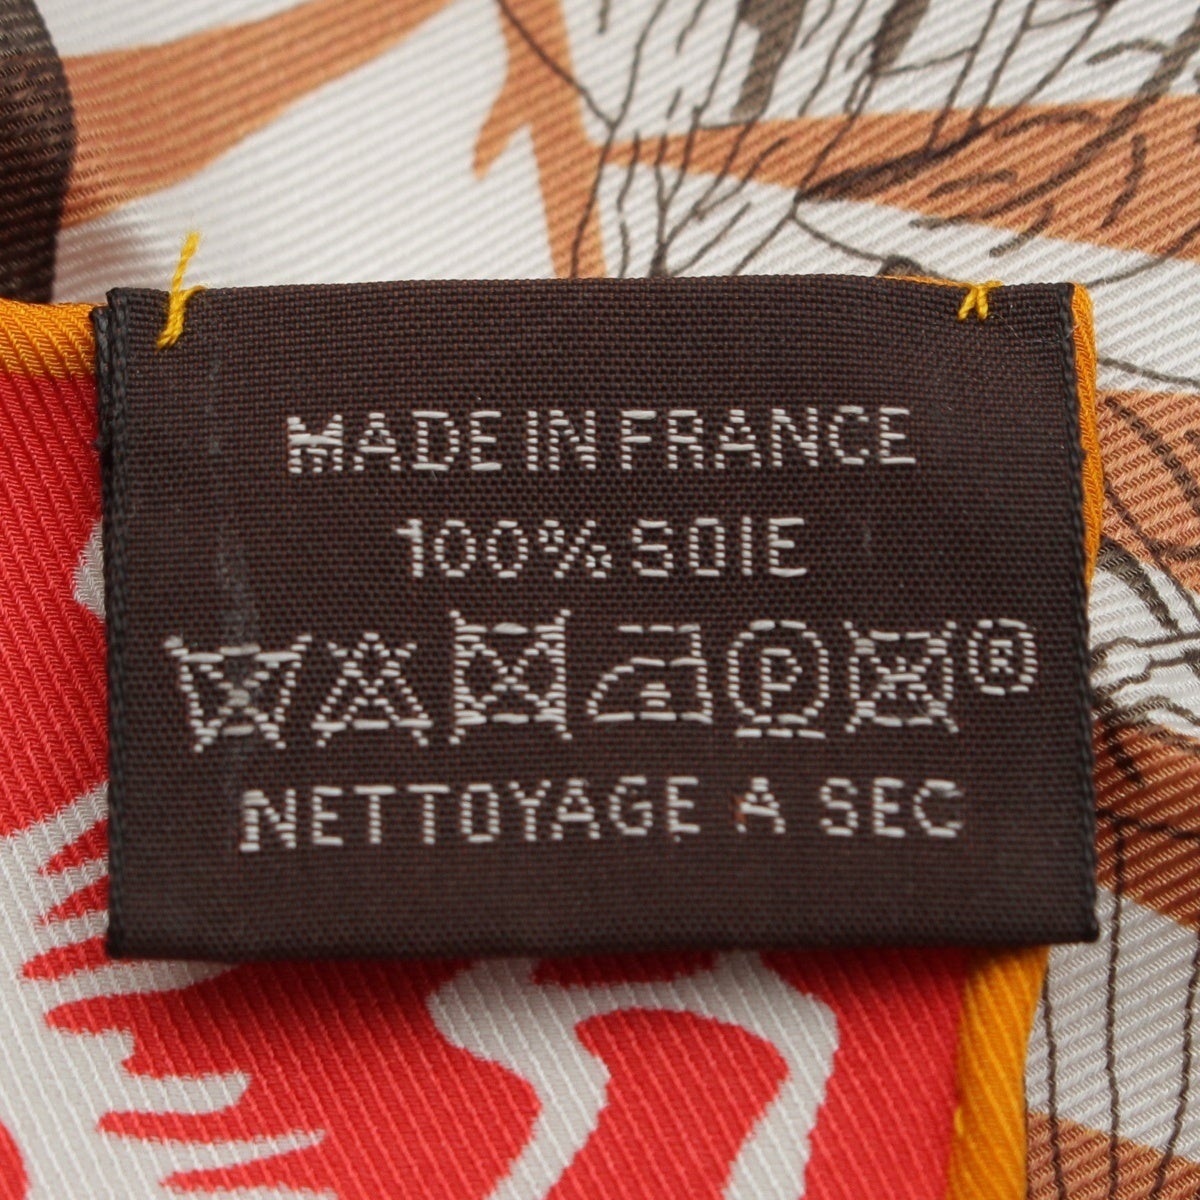 MADE IN FRANCE
100% SOIE
P ®
NETTOYAGE A SEC